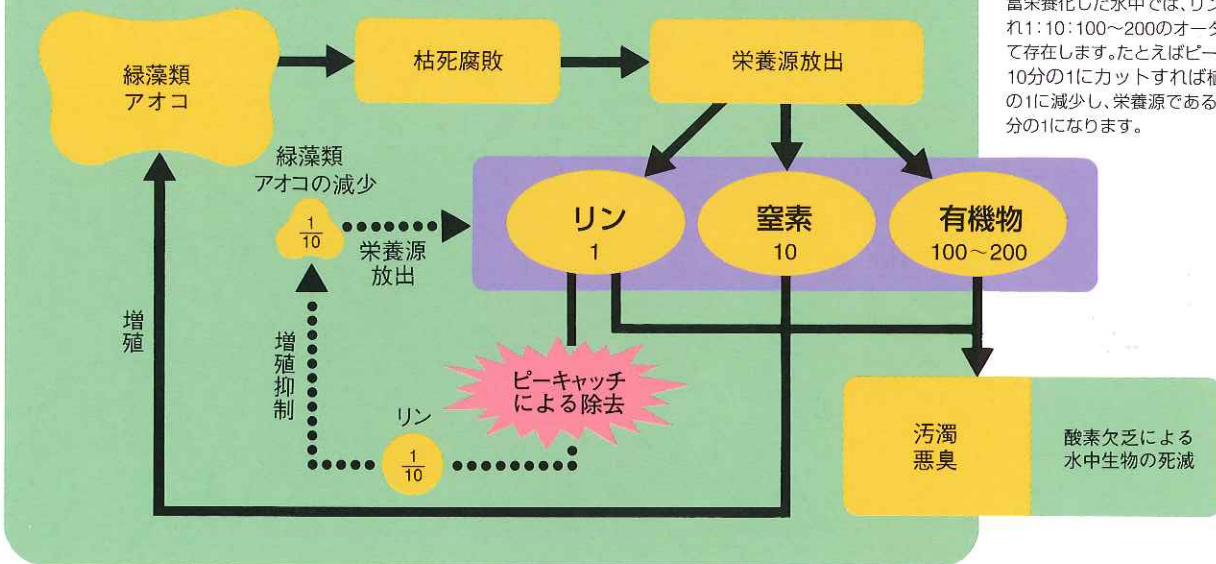 富栄養化した水中では、リン
れ1:10:100～200のオーダ
て存在します。たとえばピー
10分の1にカットすれば
の1に減少し、栄養源である
分の1になります。
緑藻類
アオコ
枯死腐敗
栄養源放出
緑藻類
アオコの減少
1
10
栄養源
放出
リン
1
窒素
10
有機物
100～200
増殖
増殖抑制
ピーキャッチ
による除去
リン
1
10
汚濁
悪臭
酸素欠乏による
水中生物の死滅